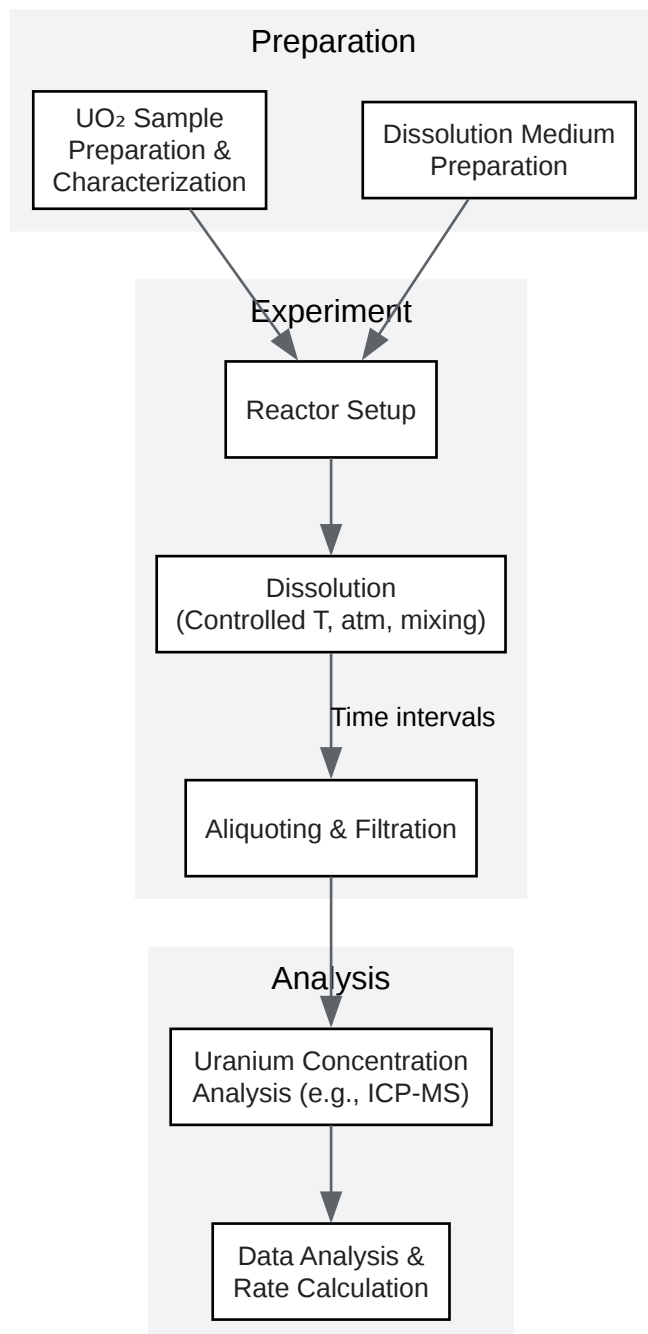 Preparation
UO₂ Sample
Preparation &
Characterization
Dissolution Medium
Preparation
Experiment
Reactor Setup
Dissolution
(Controlled T, atm, mixing)
Time intervals
Aliquoting & Filtration
Analysis
Uranium Concentration
Analysis (e.g., ICP-MS)
Data Analysis &
Rate Calculation